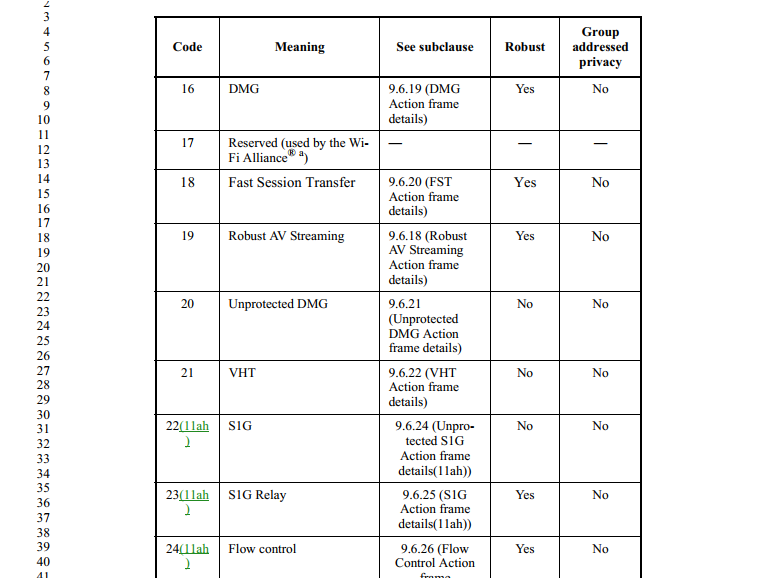 2
3
4
5
6
7
8
9
10
11
12
13
14
15
16
17
18
19
20
21
22
23
24
25
26
27
28
29
30
31
32
33
34
35
36
37
38
39
40
41
Code
Meaning
See subclause
Robust
Group
addressed
privacy
16
DMG
9.6.19 (DMG
Action frame
details)
Yes
No
17
Reserved (used by the Wi-
Fi Alliance® a)
—
—
—
18
Fast Session Transfer
9.6.20 (FST
Action frame
details)
Yes
No
19
Robust AV Streaming
9.6.18 (Robust
AV Streaming
Action frame
details)
Yes
No
20
Unprotected DMG
9.6.21
(Unprotected
DMG Action
frame details)
No
No
21
VHT
9.6.22 (VHT
Action frame
details)
No
No
22(11ah
)
S1G
9.6.24 (Unpro-
tected S1G
Action frame
details(11ah))
No
No
23(11ah
)
S1G Relay
9.6.25 (S1G
Action frame
details(11ah))
Yes
No
24(11ah
)
Flow control
9.6.26 (Flow
Control Action
frame
Yes
No